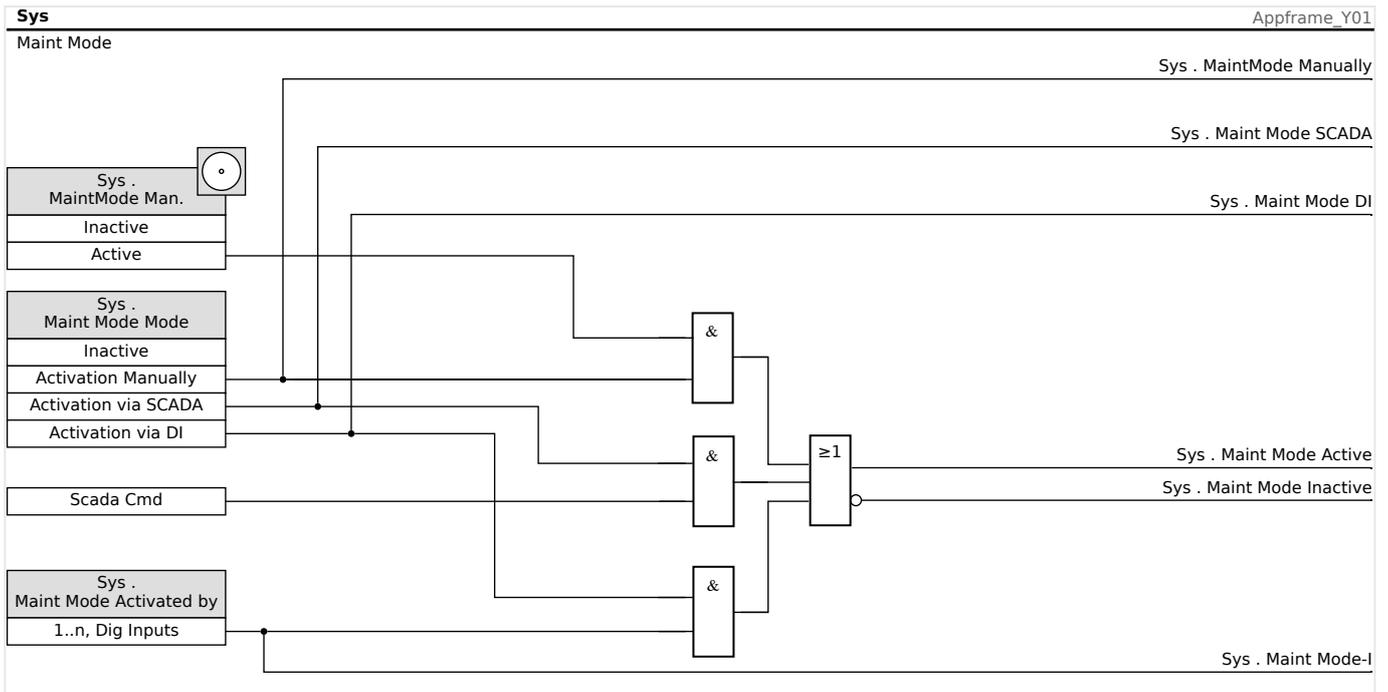 Sys
Appframe_Y01
Maint Mode
Sys . MaintMode Manually
Sys . Maint Mode SCADA
Sys .
MaintMode Man.
Sys . Maint Mode DI
Inactive
Active
Sys .
Maint Mode Mode
&
Inactive
Activation Manually
Activation via SCADA
Activation via DI
&
≥1
Sys . Maint Mode Active
Sys . Maint Mode Inactive
Scada Cmd
Sys .
Maint Mode Activated by
&
1..n, Dig Inputs
Sys . Maint Mode-I